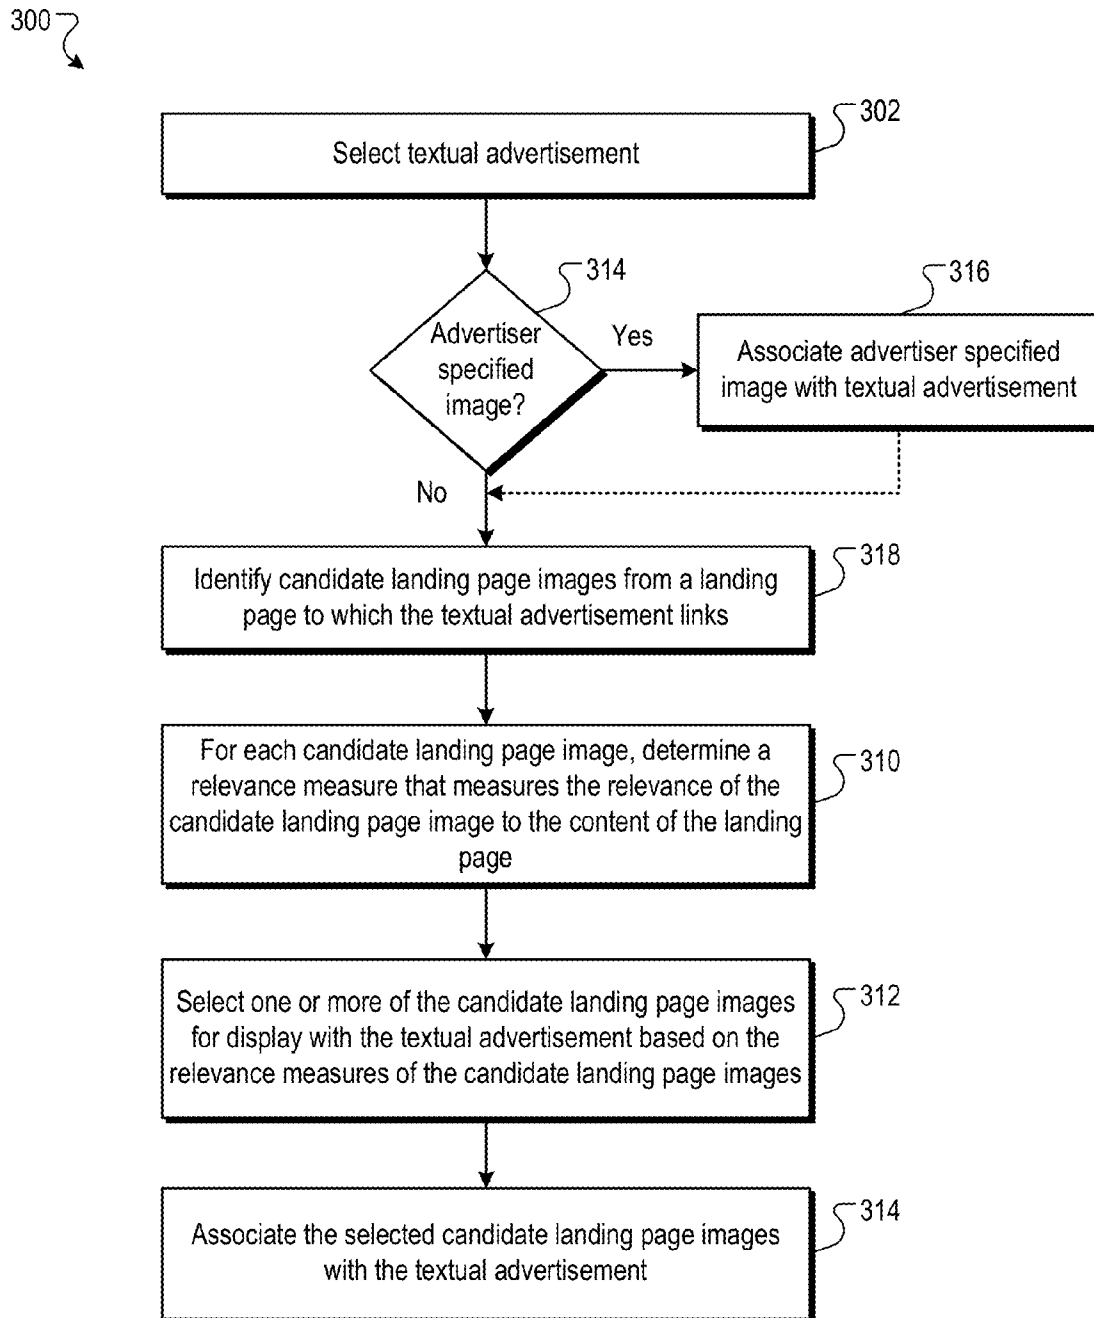 300
302
Select textual advertisement
314
316
Advertiser
specified
image?
Yes
Associate advertiser specified
image with textual advertisement
No
318
Identify candidate landing page images from a landing
page to which the textual advertisement links
310
For each candidate landing page image, determine a
relevance measure that measures the relevance of the
candidate landing page image to the content of the landing
page
312
Select one or more of the candidate landing page images
for display with the textual advertisement based on the
relevance measures of the candidate landing page images
314
Associate the selected candidate landing page images
with the textual advertisement